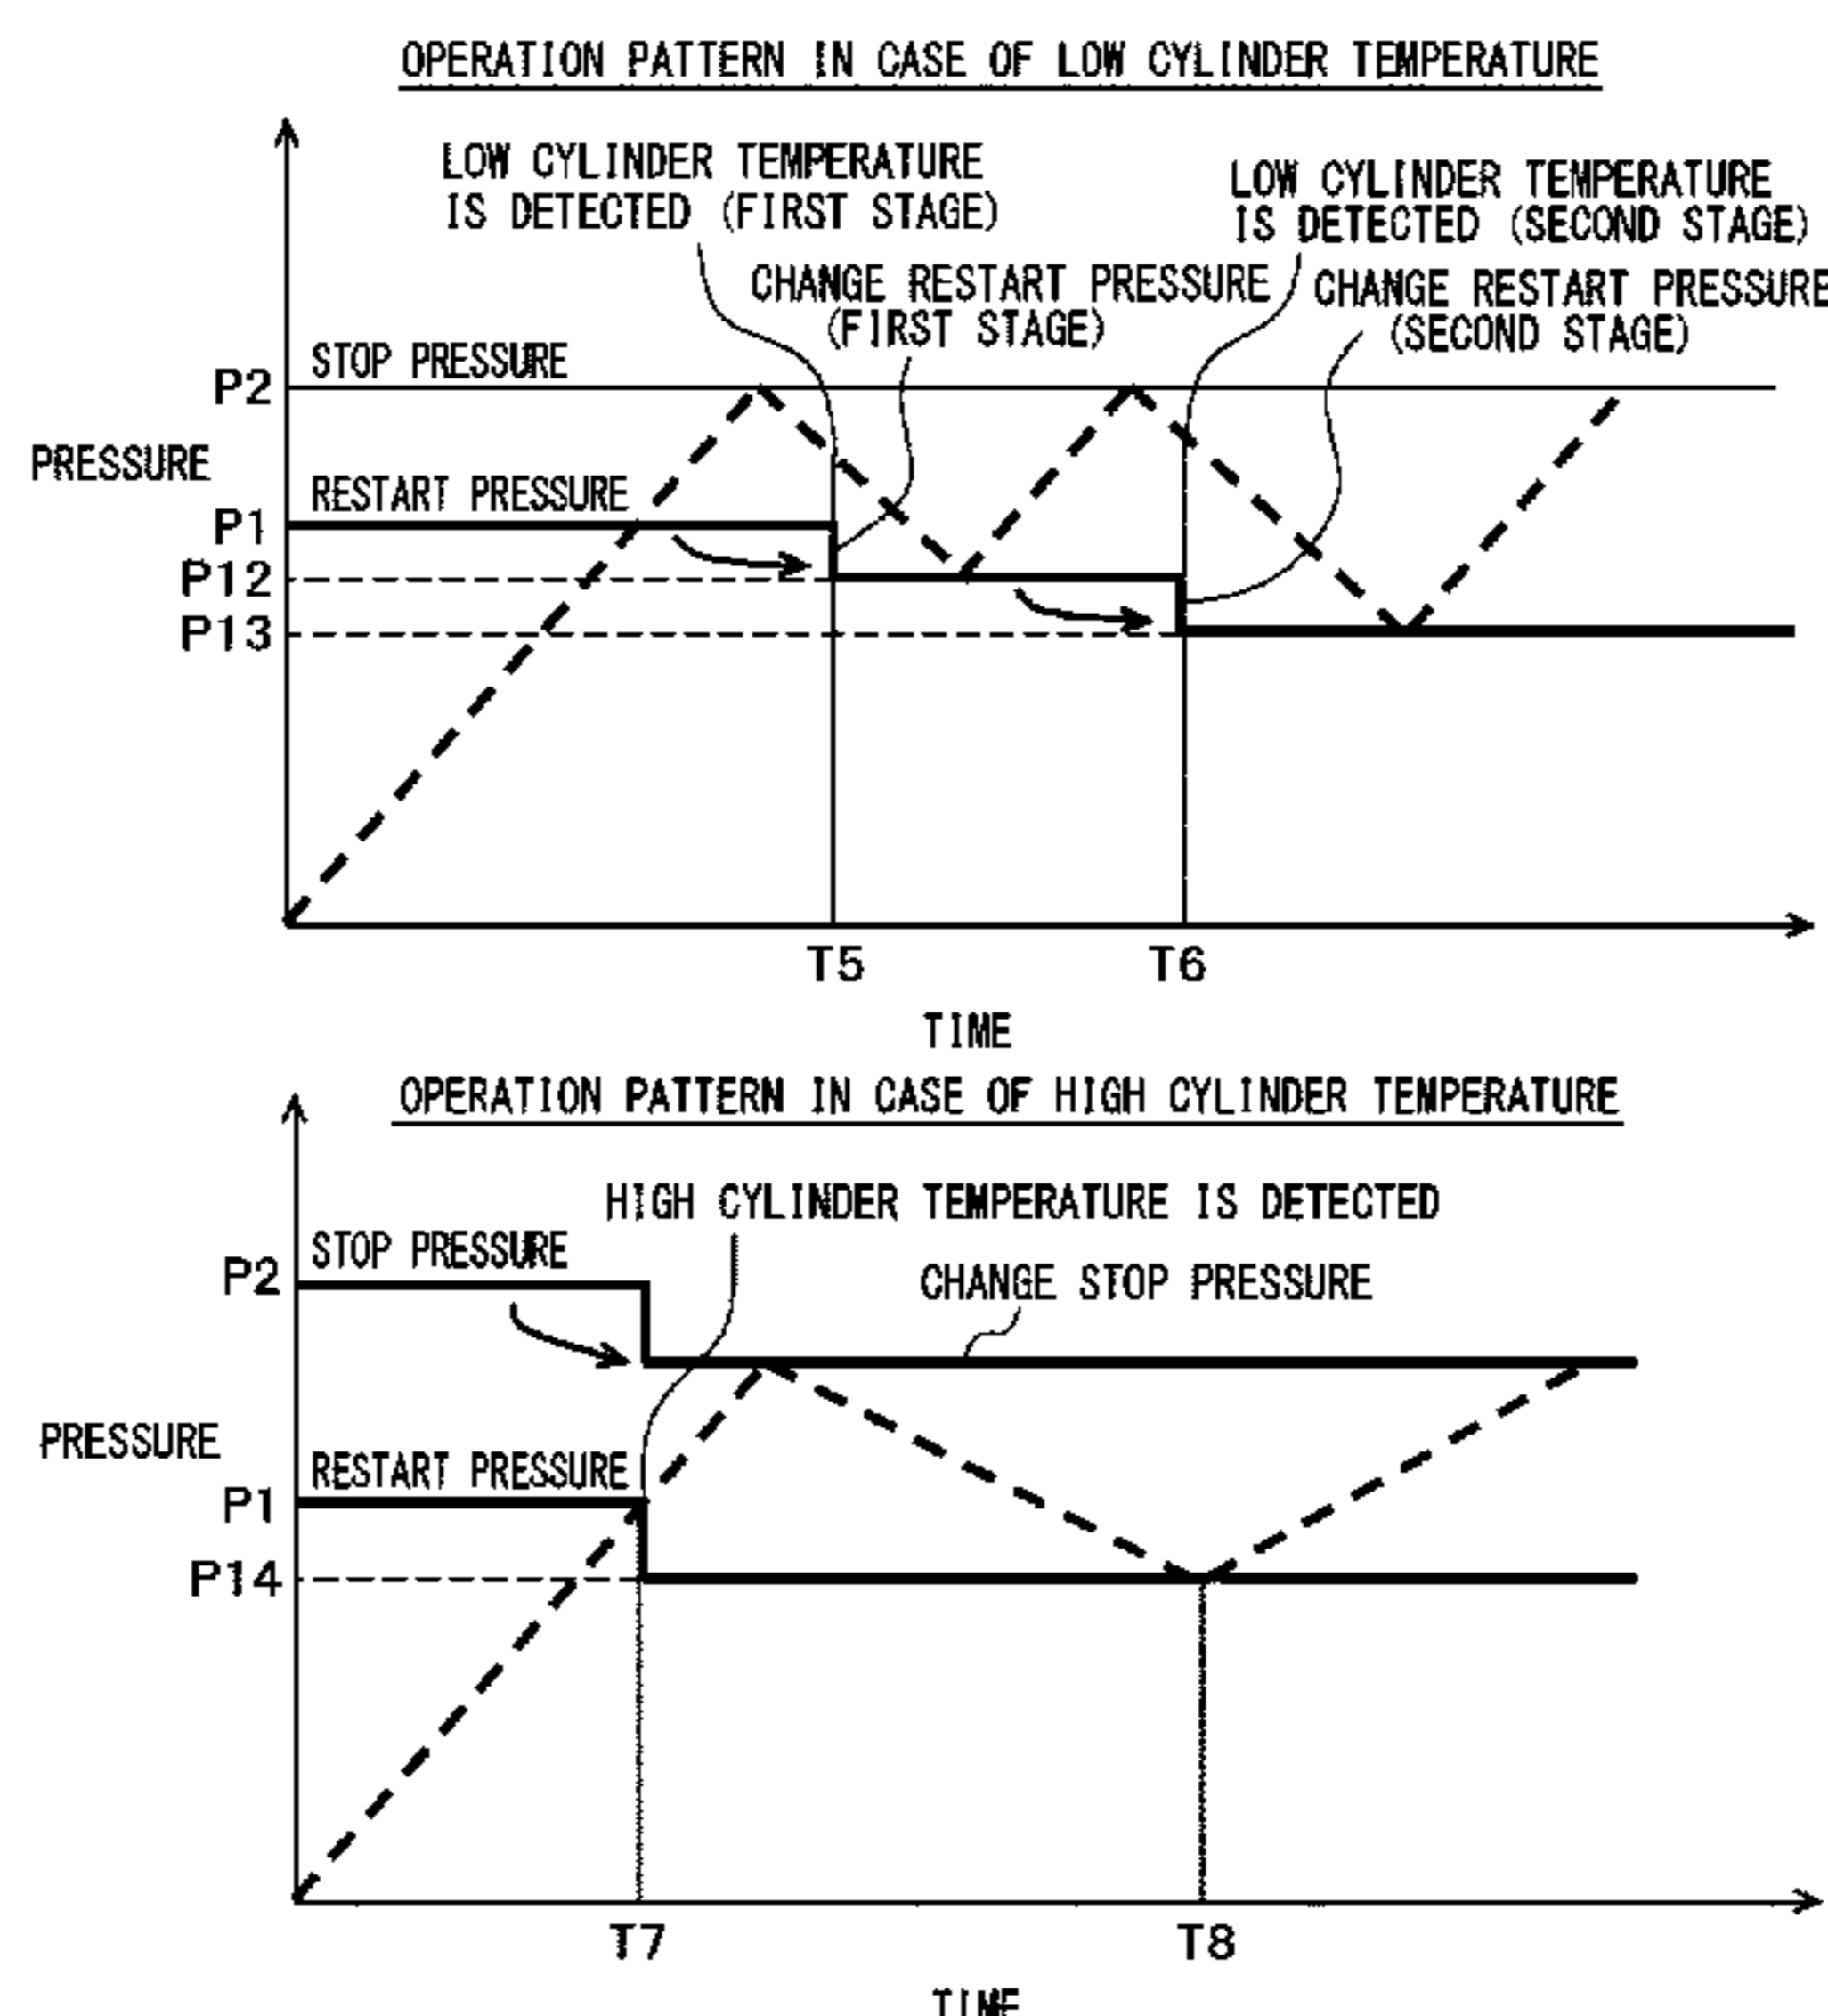 OPERATION PATTERN IN CASE OF LOW CYLINDER TEMPERATURE
LOW CYLINDER TEMPERATURE
IS DETECTED (FIRST STAGE)
LOW CYLINDER TEMPERATURE
IS DETECTED (SECOND STAGE)
CHANGE RESTART PRESSURE
(FIRST STAGE)
CHANGE RESTART PRESSURE
(SECOND STAGE)
STOP PRESSURE
P2
PRESSURE
RESTART PRESSURE
P1
P12
P13
T5
T6
TIME
OPERATION PATTERN IN CASE OF HIGH CYLINDER TEMPERATURE
HIGH CYLINDER TEMPERATURE IS DETECTED
STOP PRESSURE
P2
CHANGE STOP PRESSURE
PRESSURE
RESTART PRESSURE
P1
P14
T7
T8
TIME